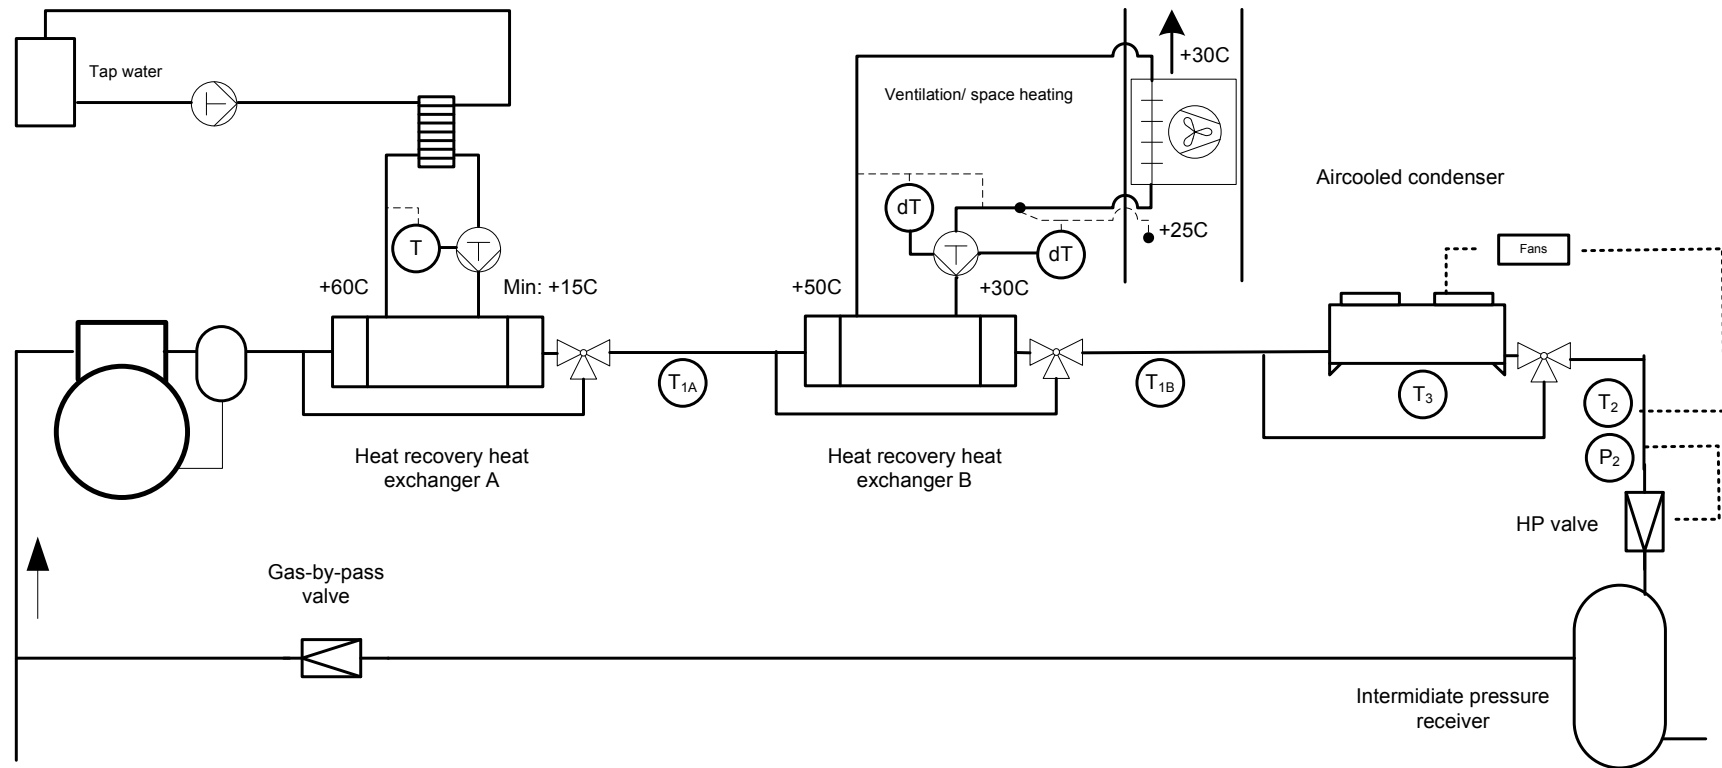 Tap water
+30C
Ventilation/ space heating
Aircooled condenser
dT
+25C
T
dT
Fans
+60C
Min: +15C
+50C
+30C
T1A
T1B
T3
T2
P2
Heat recovery heat
exchanger A
Heat recovery heat
exchanger B
HP valve
Gas-by-pass
valve
Intermidiate pressure
receiver